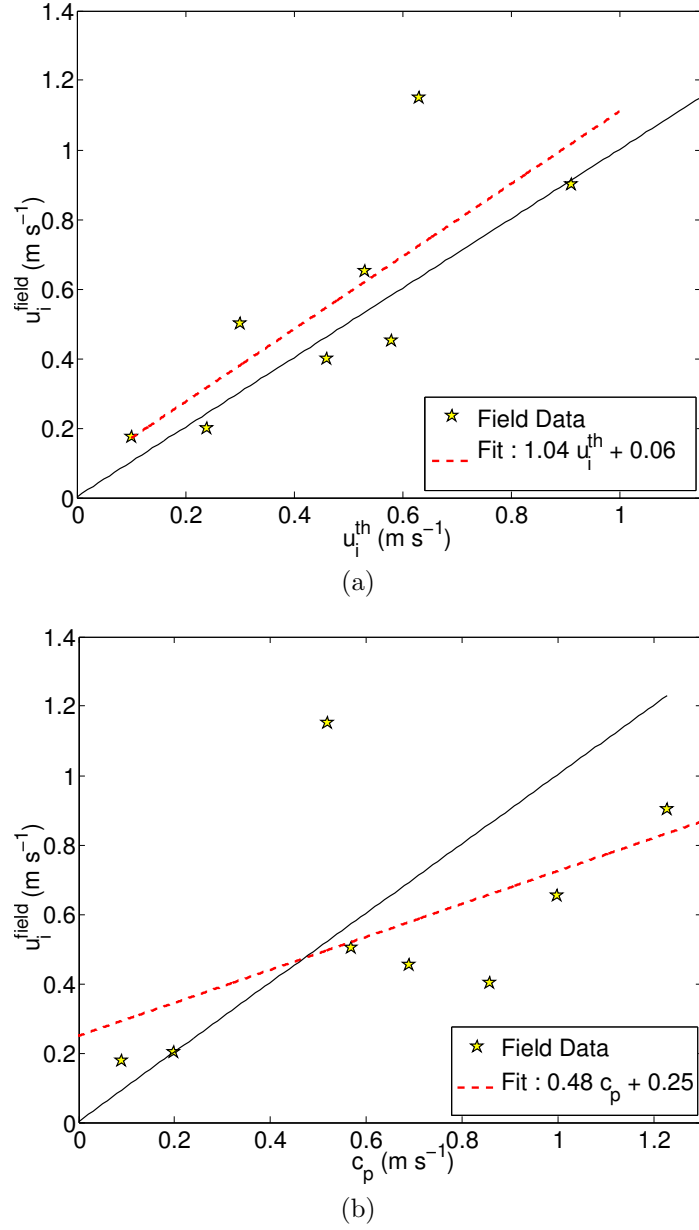 1.4
1.2
1
0.8
0.6
0.4
0.2
0
u_i^field (m s^−1)
Field Data
Fit : 1.04 u_i^th + 0.06
0 0.2 0.4 0.6 0.8 1
u_i^th (m s^−1)
(a)
1.4
1.2
1
0.8
0.6
0.4
0.2
0
u_i^field (m s^−1)
Field Data
Fit : 0.48 c_p + 0.25
0 0.2 0.4 0.6 0.8 1 1.2
c_p (m s^−1)
(b)